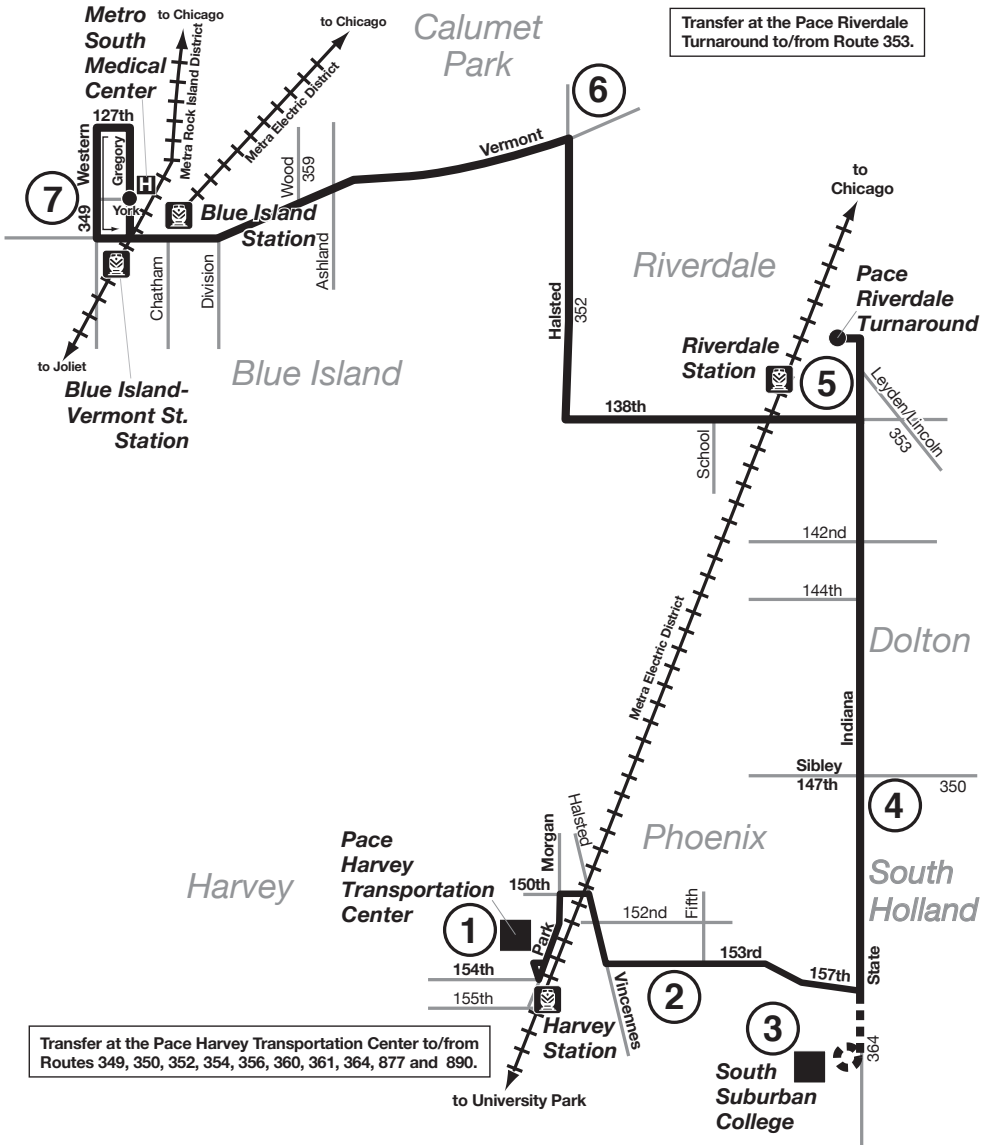 Metro
South
Medical
Center
to Chicago
to Chicago
Calumet
Park
Transfer at the Pace Riverdale
Turnaround to/from Route 353.
6
127th
Western
Gregory
Metra Rock Island District
Metra Electric District
Wood
359
Vermont
7
H
York
349
Blue Island
Station
Ashland
Chatham
Division
to
Chicago
Riverdale
Pace
Riverdale
Turnaround
Halsted
352
to Joliet
Blue Island
Blue Island-
Vermont St.
Station
Riverdale
Station
5
138th
School
Leyden/Lincoln
353
142nd
144th
Dolton
Metra Electric District
Indiana
Sibley
147th
350
4
Phoenix
Harvey
Pace
Harvey
Transportation
Center
Morgan
Halsted
150th
South
Holland
152nd
Fifth
1
Park
153rd
154th
157th
State
155th
Vincennes
2
Harvey
Station
3
364
Transfer at the Pace Harvey Transportation Center to/from
Routes 349, 350, 352, 354, 356, 360, 361, 364, 877 and 890.
South
Suburban
College
to University Park